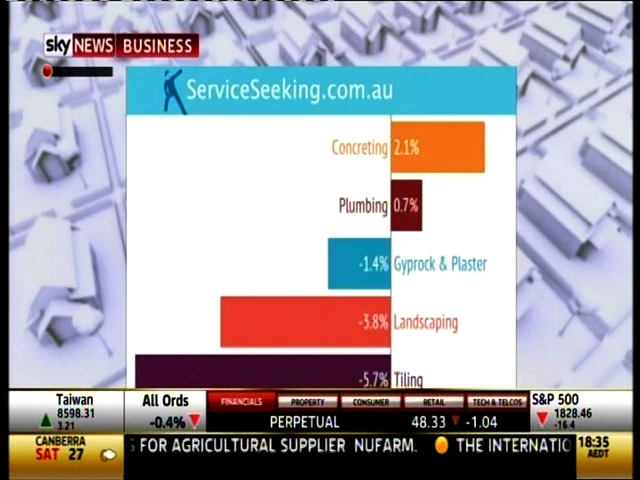 sky NEWS BUSINESS
ServiceSeeking.com.au
Concreting 2.1%
Plumbing 0.7%
-1.4% Gyprock & Plaster
-3.8% Landscaping
-5.7% Tiling
Taiwan
8598.31
3.21
All Ords
-0.4%
FINANCIALS PROPERTY CONSUMER RETAIL TECH & TELCOS
PERPETUAL 48.33 -1.04
S&P 500
1828.46
-16.4
CANBERRA
SAT 27
FOR AGRICULTURAL SUPPLIER NUFARM. THE INTERNATIO
18:35
AEDT